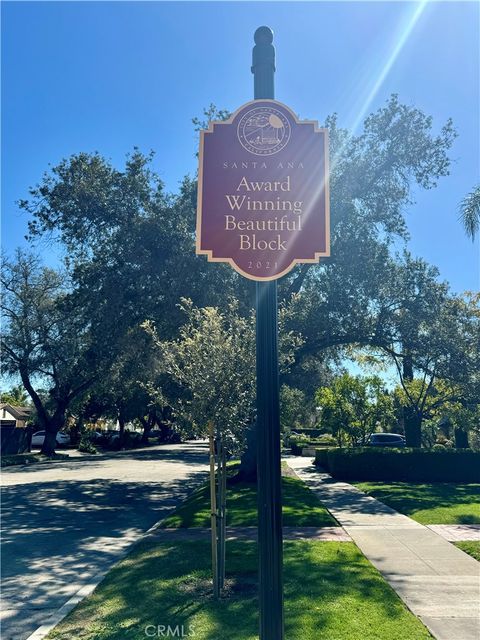 SANTA ANA
Award
Winning
Beautiful
Block
2021
CRMLS